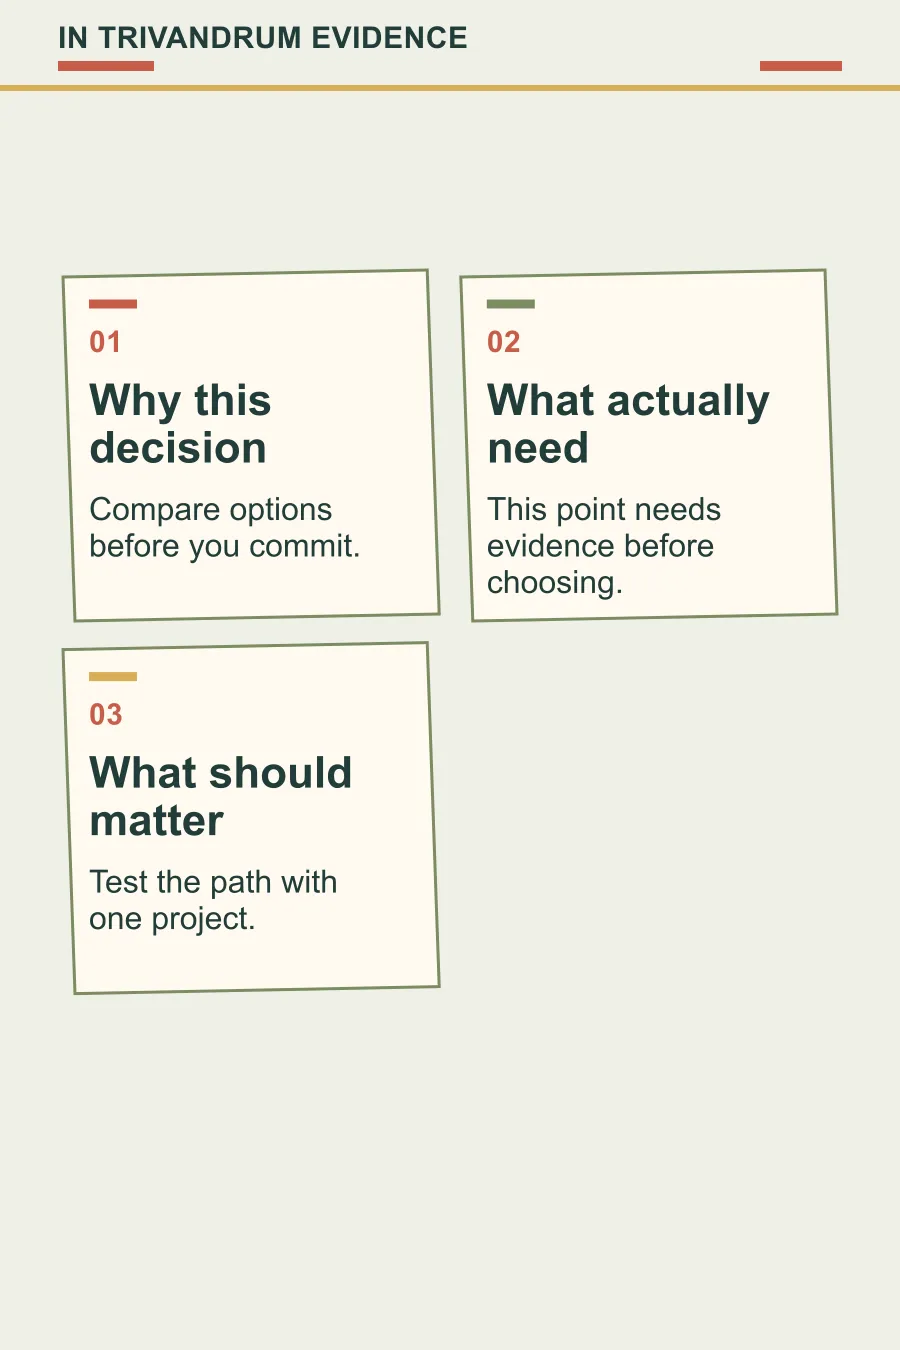 IN TRIVANDRUM EVIDENCE
01
Why this
decision
Compare options
before you commit.
02
What actually
need
This point needs
evidence before
choosing.
03
What should
matter
Test the path with
one project.